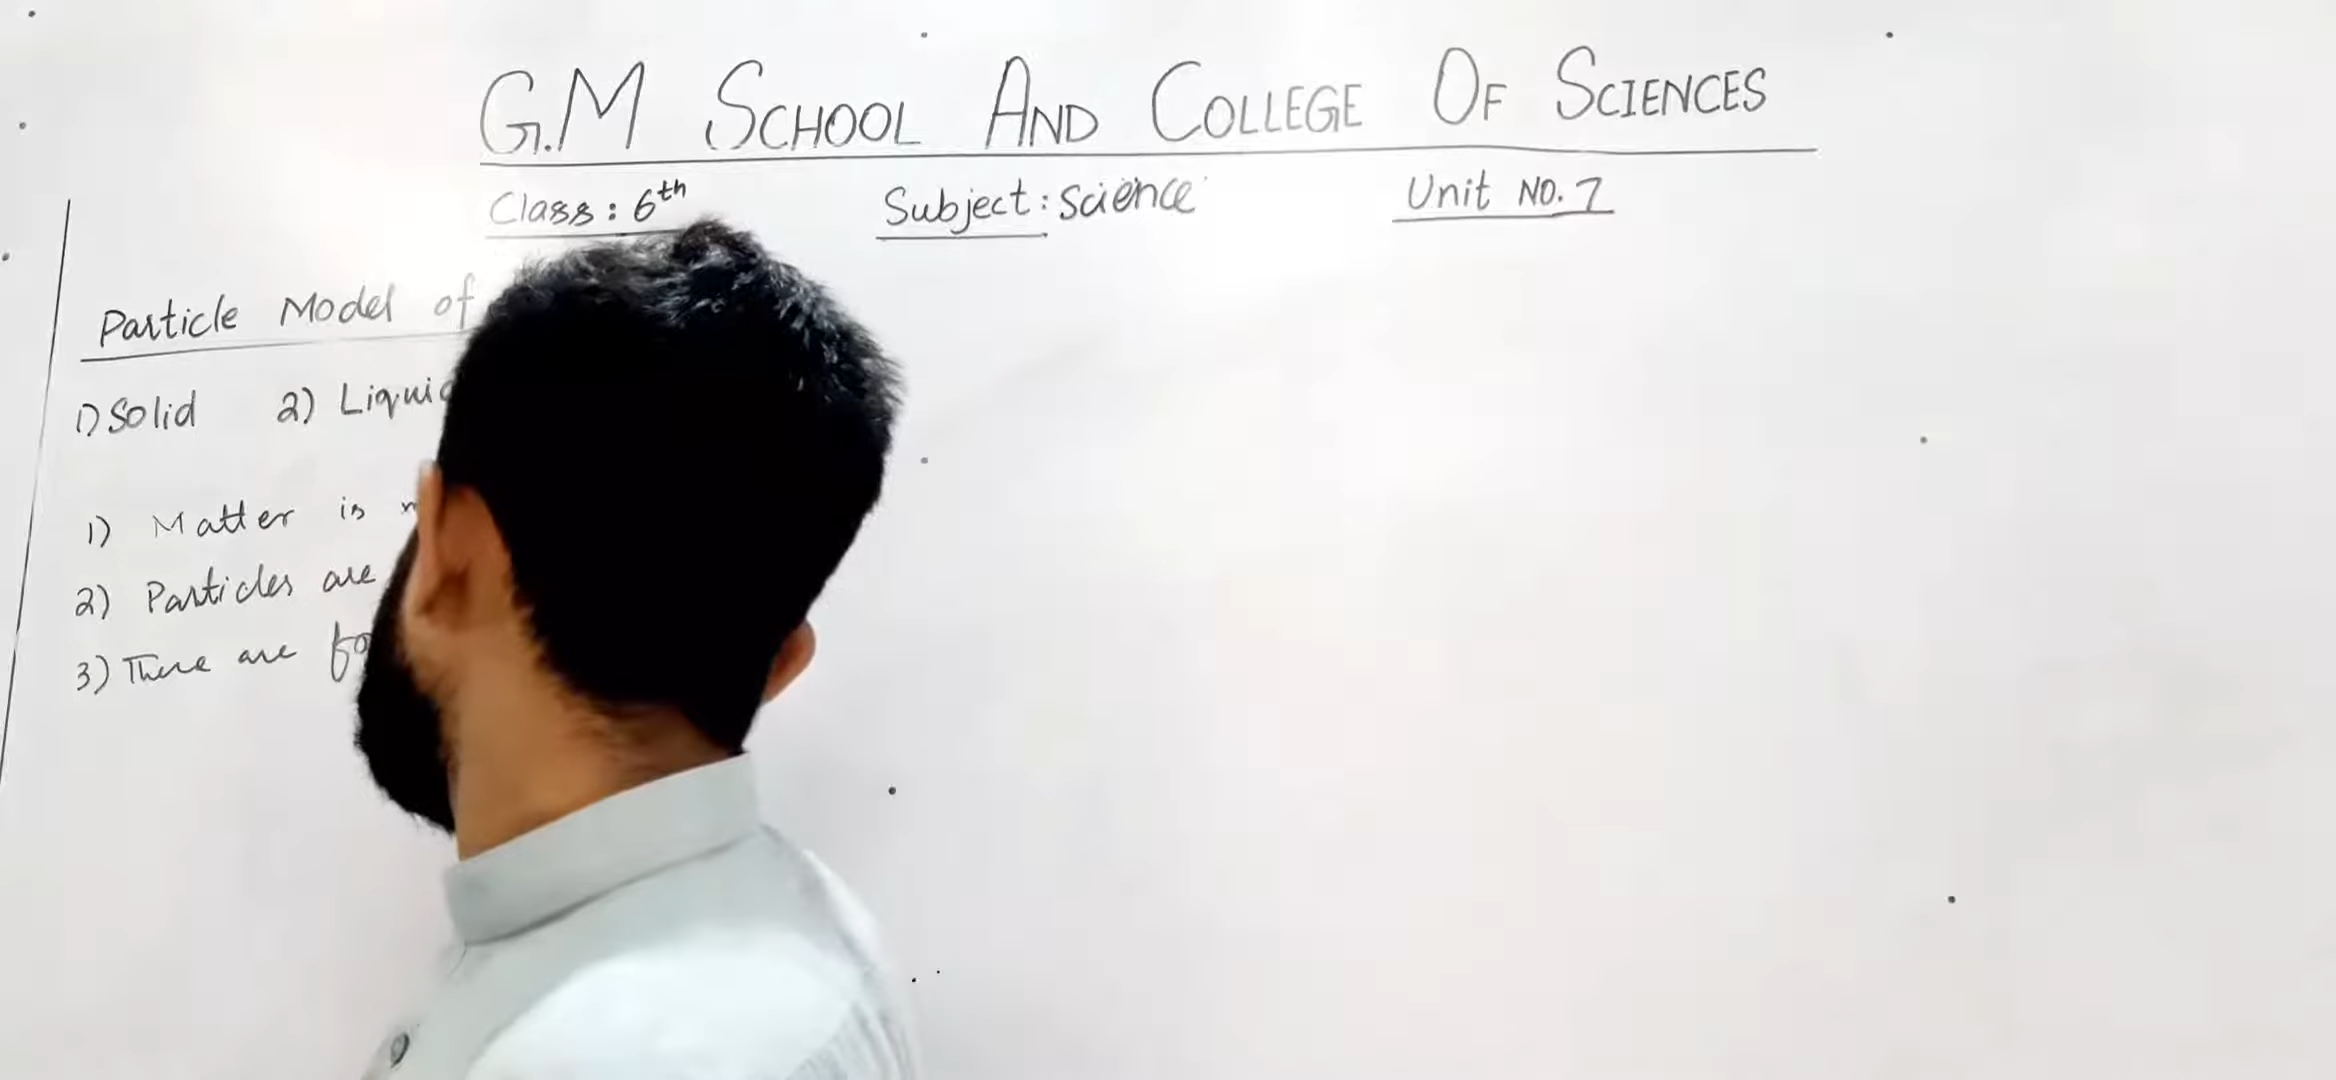 G.M SCHOOL AND COLLEGE OF SCIENCES
Class: 6th Subject: Science Unit NO. 7
Particle Model of
1) Solid 2) Liquid
1) Matter is
2) Particles are
3) There are